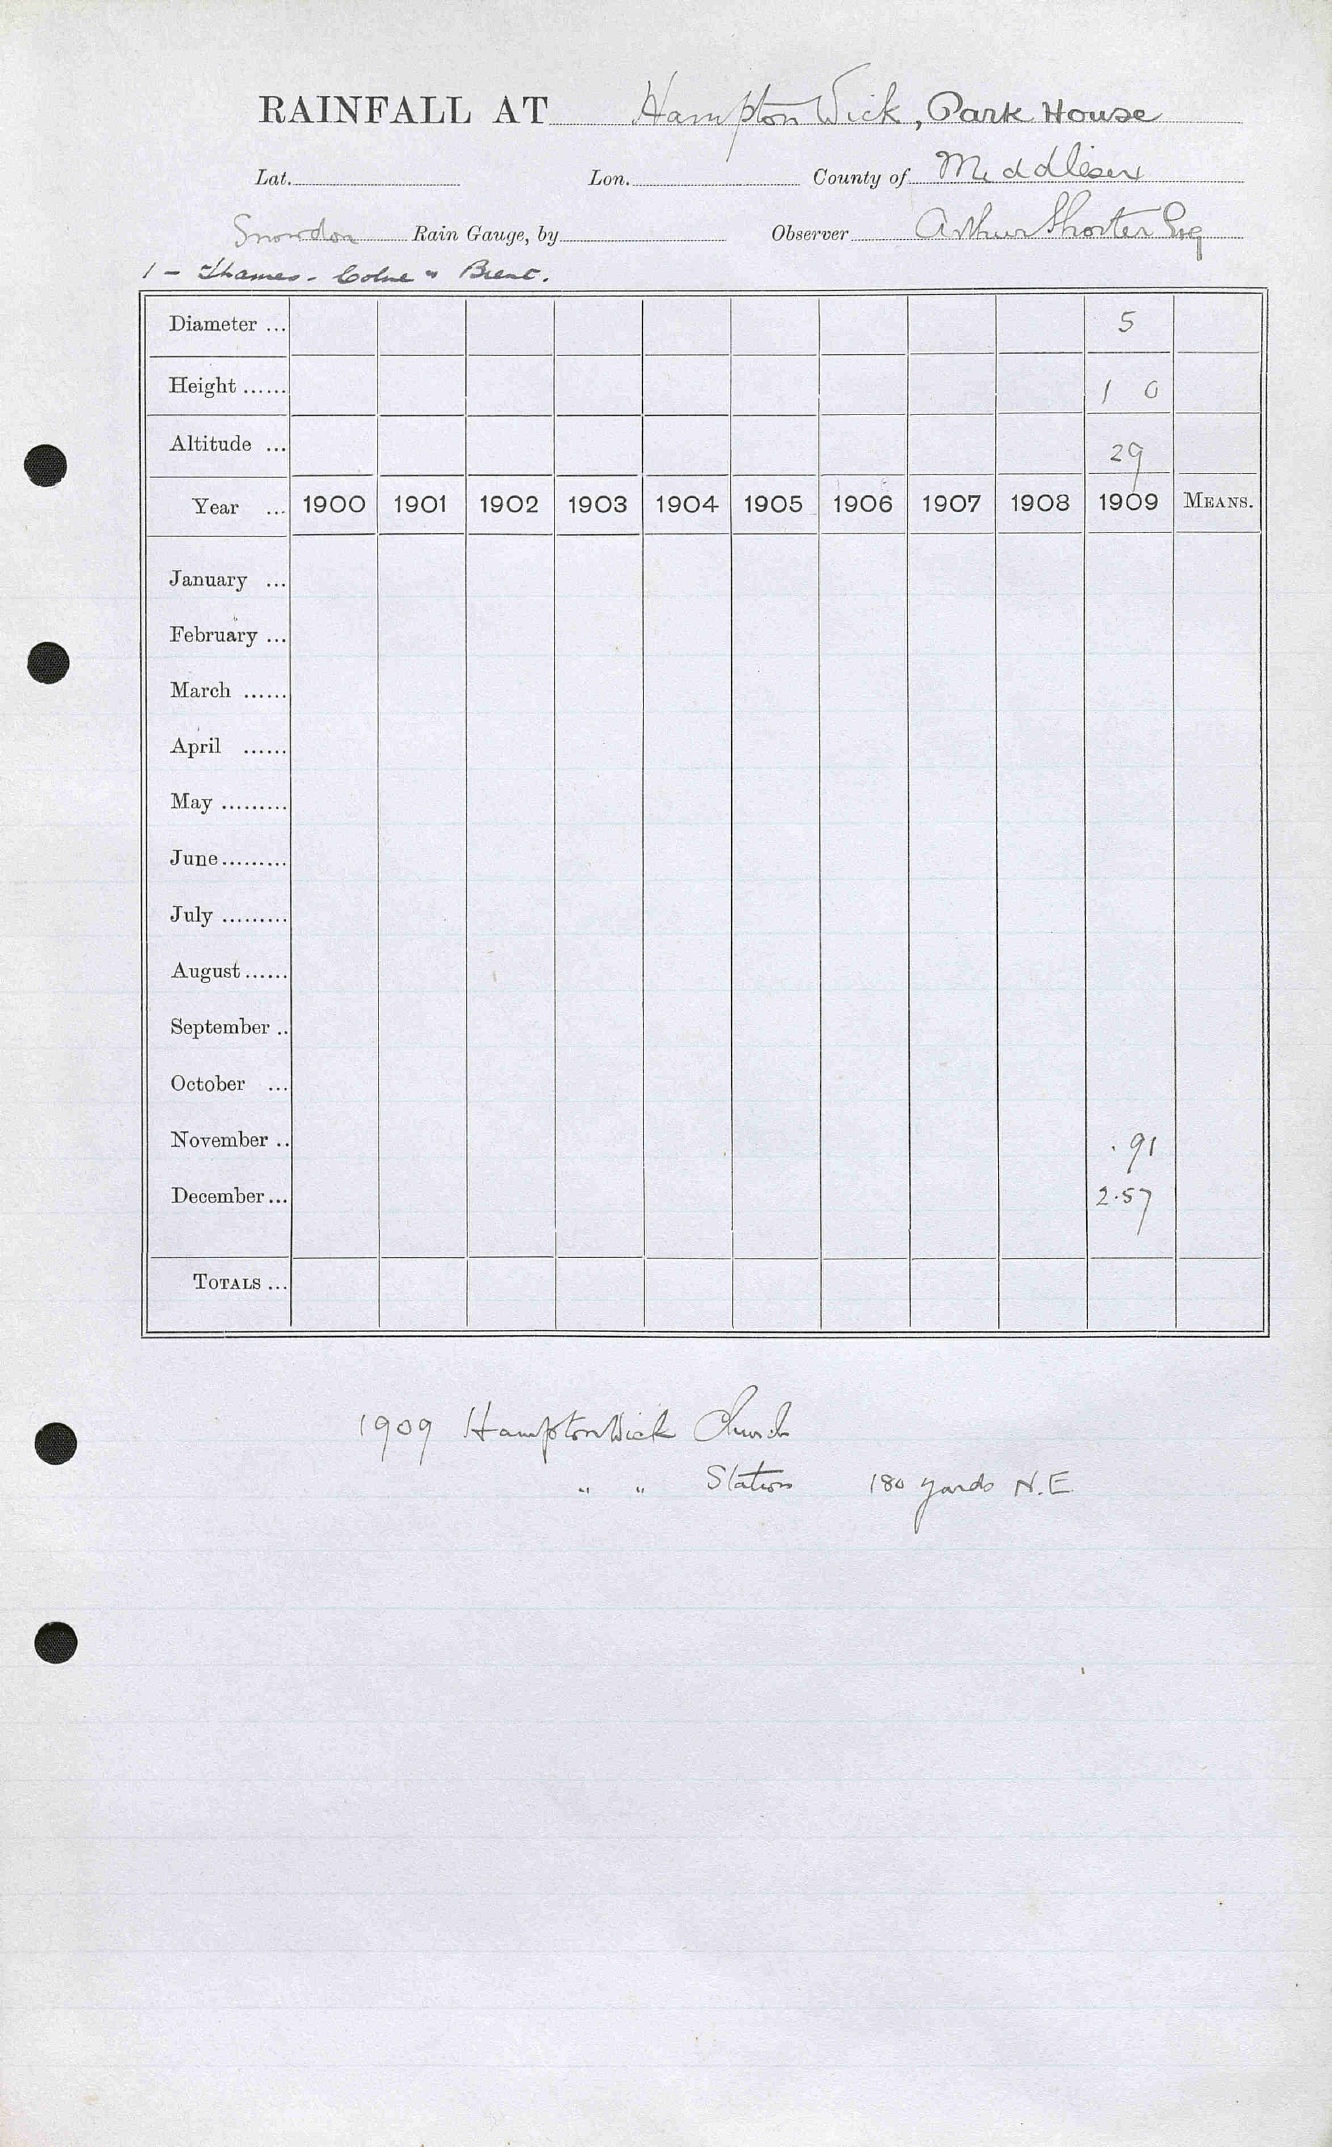 RAINFALL AT Hampton Wick, Park House
Lat. Lon. County of Middlesex
Snowdon Rain Gauge, by Observer Arthur Shorter Esq
1 - Thames - Colne & Brent.
Diameter ... 5
Height ...... 1 0
Altitude ... 29
Year ... 1900 1901 1902 1903 1904 1905 1906 1907 1908 1909 MEANS.
January ...
February ...
March ......
April ......
May .........
June.........
July .........
August ......
September ..
October ...
November .. .91
December ... 2.57
TOTALS ...
1909 Hampton Wick Church
" " Station 180 yards N.E.